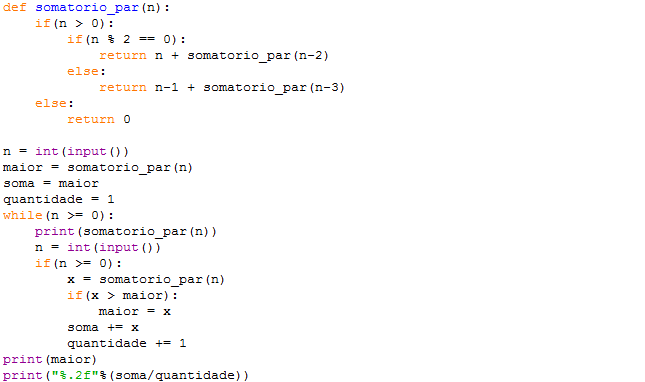 def somatorio_par(n):
    if(n > 0):
        if(n % 2 == 0):
            return n + somatorio_par(n-2)
        else:
            return n-1 + somatorio_par(n-3)
    else:
        return 0

n = int(input())
maior = somatorio_par(n)
soma = maior
quantidade = 1
while(n >= 0):
    print(somatorio_par(n))
    n = int(input())
    if(n >= 0):
        x = somatorio_par(n)
        if(x > maior):
            maior = x
        soma += x
        quantidade += 1
print(maior)
print("%.2f"%(soma/quantidade))